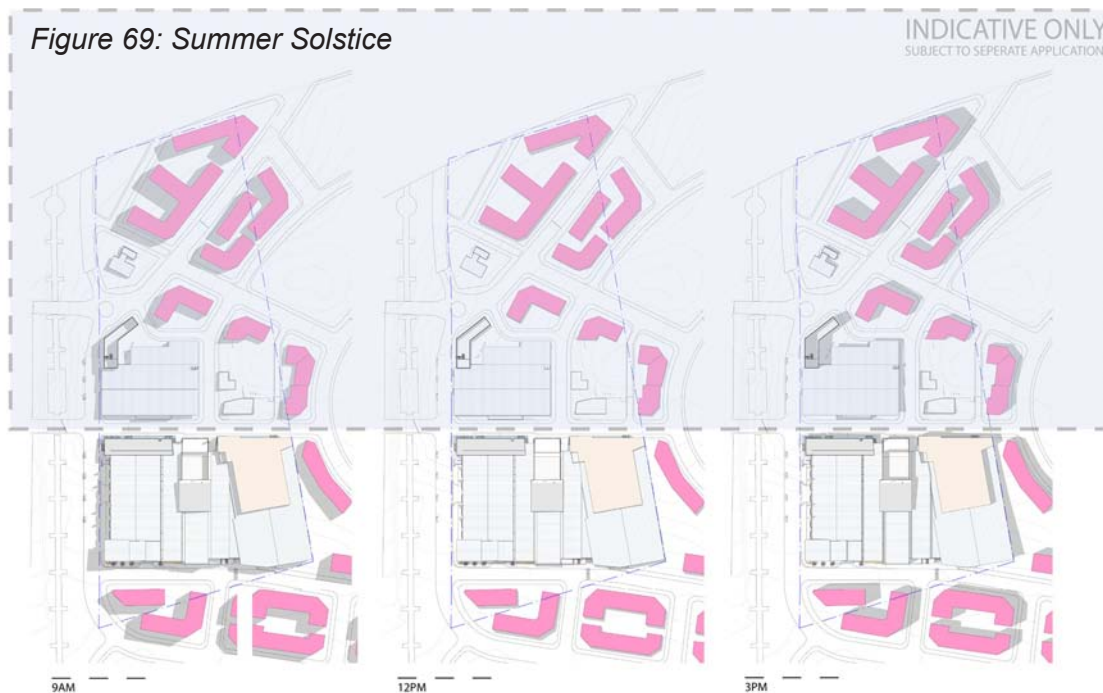 Figure 69: Summer Solstice
INDICATIVE ONLY
SUBJECT TO SEPERATE APPLICATION
9AM
12PM
3PM